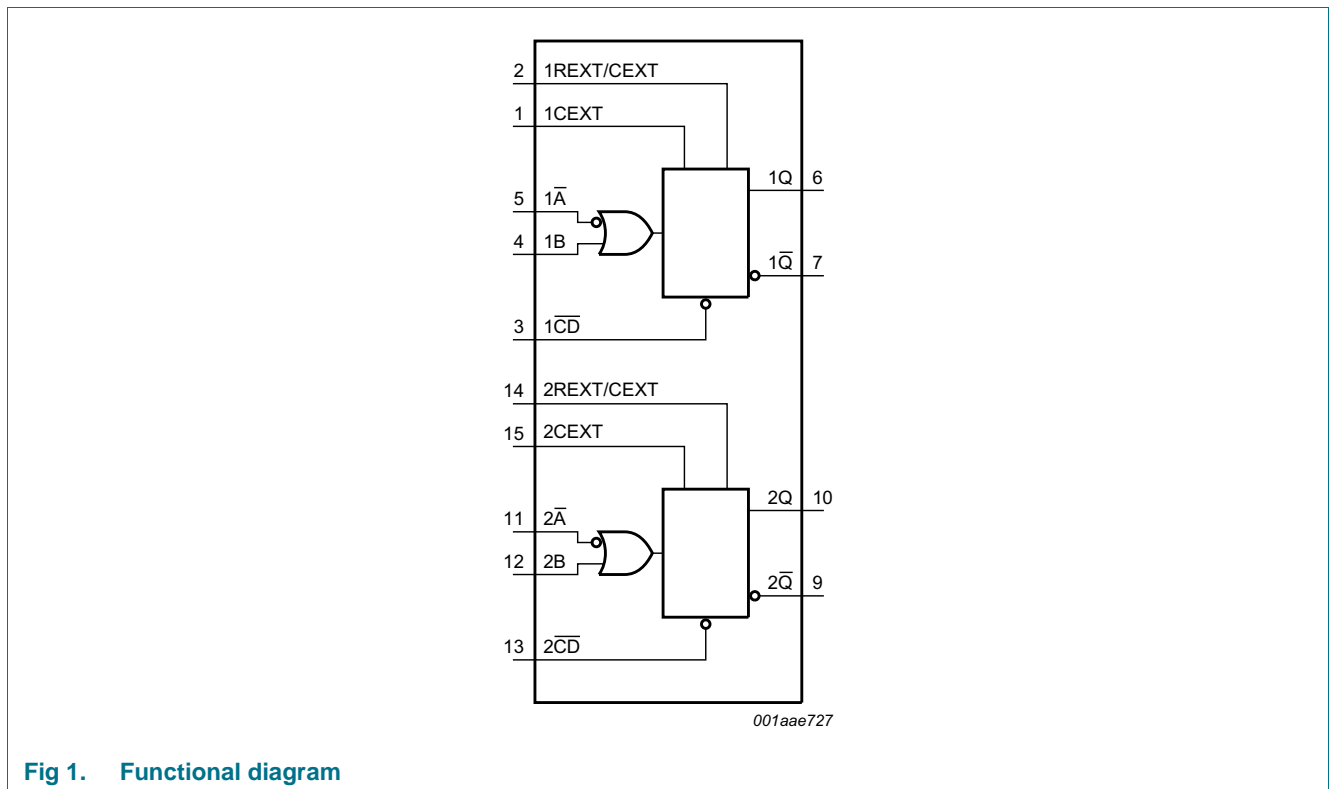 2 1REXT/CEXT
1 1CEXT
1Q 6
5 1A̅
4 1B
1Q̅ 7
3 1C̅D̅
14 2REXT/CEXT
15 2CEXT
2Q 10
11 2A̅
12 2B
2Q̅ 9
13 2C̅D̅
001aae727
Fig 1. Functional diagram